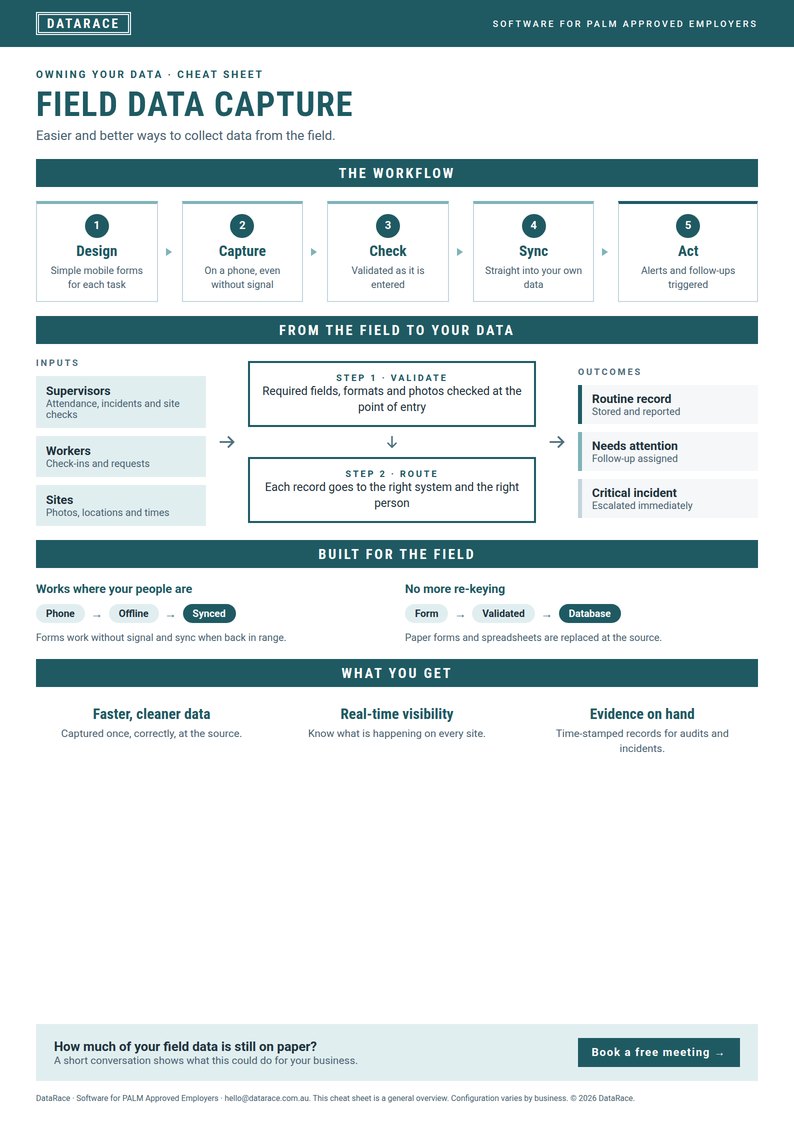 DATARACE
SOFTWARE FOR PALM APPROVED EMPLOYERS
OWNING YOUR DATA · CHEAT SHEET
FIELD DATA CAPTURE
Easier and better ways to collect data from the field.
THE WORKFLOW
1
Design
Simple mobile forms
for each task
2
Capture
On a phone, even
without signal
3
Check
Validated as it is
entered
4
Sync
Straight into your own
data
5
Act
Alerts and follow-ups
triggered
FROM THE FIELD TO YOUR DATA
INPUTS
Supervisors
Attendance, incidents and site
checks
Workers
Check-ins and requests
Sites
Photos, locations and times
→
STEP 1 · VALIDATE
Required fields, formats and photos checked at the
point of entry
↓
STEP 2 · ROUTE
Each record goes to the right system and the right
person
→
OUTCOMES
Routine record
Stored and reported
Needs attention
Follow-up assigned
Critical incident
Escalated immediately
BUILT FOR THE FIELD
Works where your people are
Phone → Offline → Synced
Forms work without signal and sync when back in range.
No more re-keying
Form → Validated → Database
Paper forms and spreadsheets are replaced at the source.
WHAT YOU GET
Faster, cleaner data
Captured once, correctly, at the source.
Real-time visibility
Know what is happening on every site.
Evidence on hand
Time-stamped records for audits and
incidents.
How much of your field data is still on paper?
A short conversation shows what this could do for your business.
Book a free meeting →
DataRace · Software for PALM Approved Employers · hello@datarace.com.au. This cheat sheet is a general overview. Configuration varies by business. © 2026 DataRace.